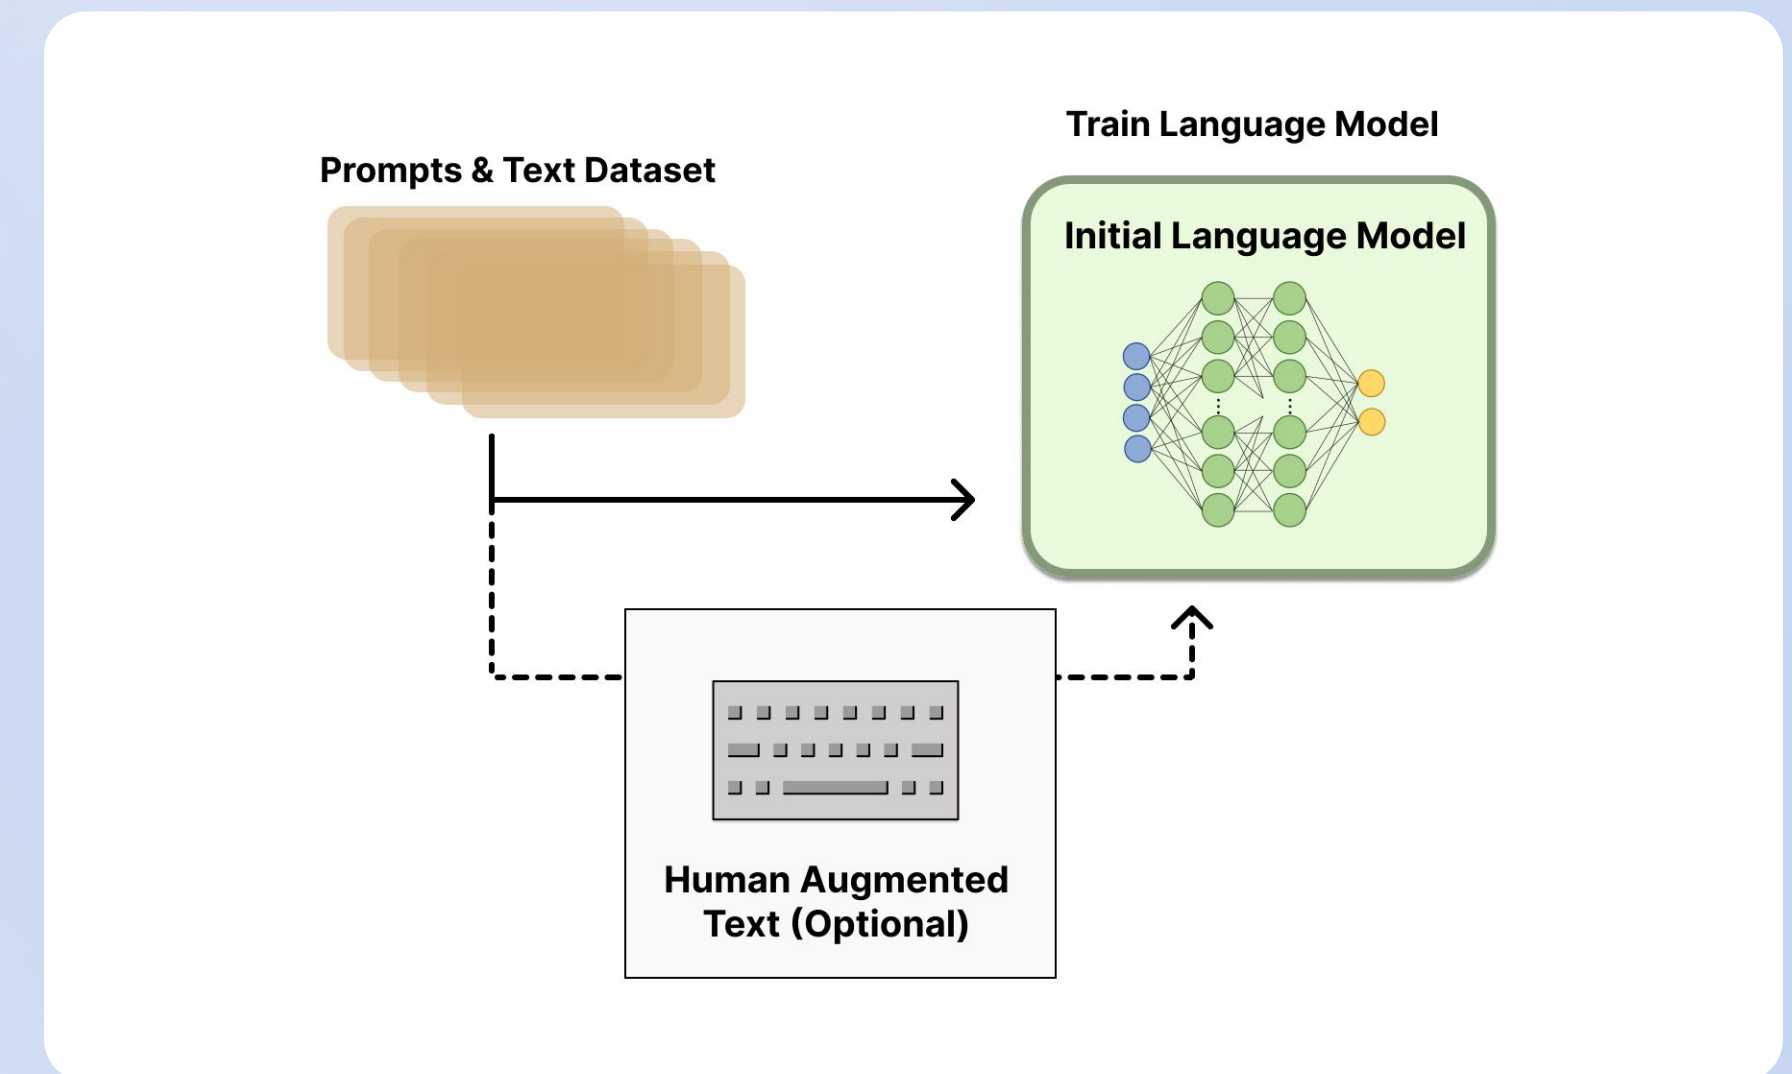 Prompts & Text Dataset
Train Language Model
Initial Language Model
Human Augmented
Text (Optional)